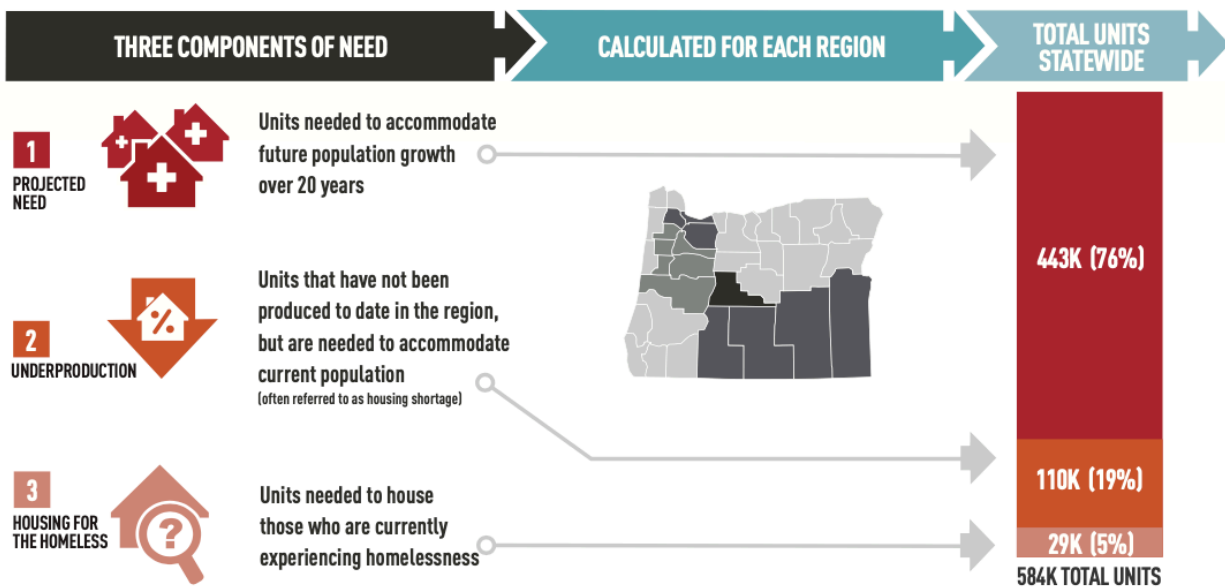 THREE COMPONENTS OF NEED
CALCULATED FOR EACH REGION
TOTAL UNITS
STATEWIDE
1
PROJECTED
NEED
Units needed to accommodate
future population growth
over 20 years
2
UNDERPRODUCTION
%
Units that have not been
produced to date in the region,
but are needed to accommodate
current population
(often referred to as housing shortage)
3
HOUSING FOR
THE HOMELESS
?
Units needed to house
those who are currently
experiencing homelessness
443K (76%)
110K (19%)
29K (5%)
584K TOTAL UNITS